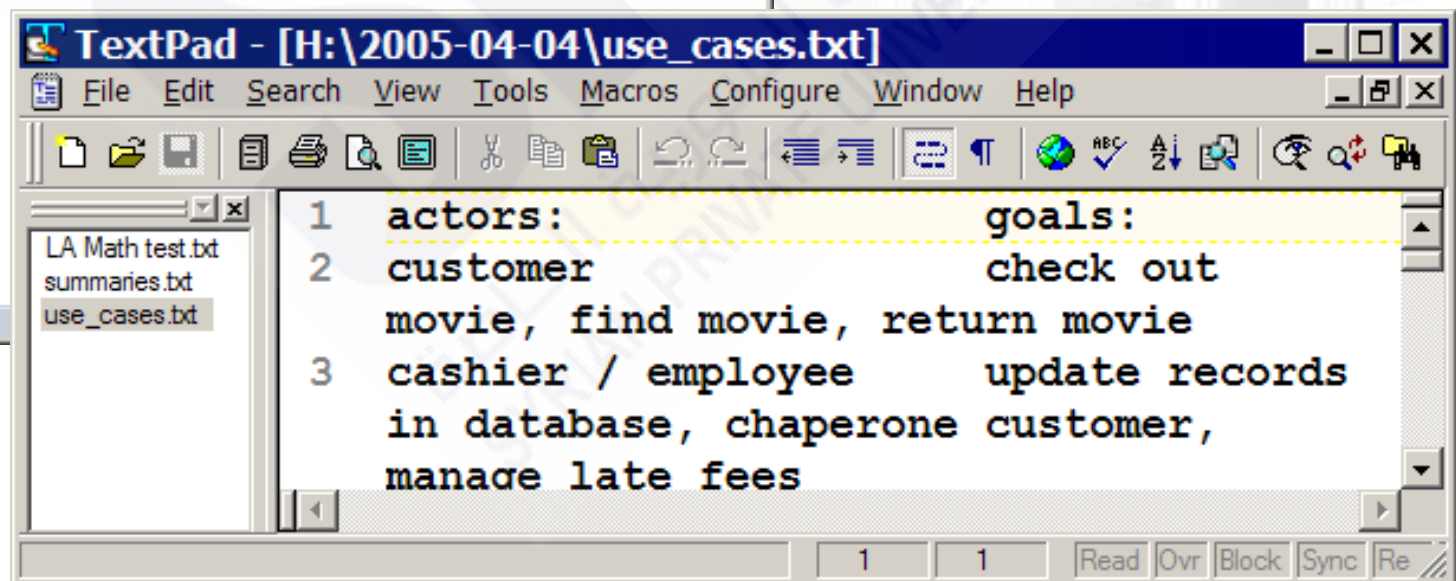 TextPad - [H:\2005-04-04\use_cases.txt]
File Edit Search View Tools Macros Configure Window Help
LA Math test.txt
summaries.txt
use_cases.txt
1 actors: goals:
2 customer check out
movie, find movie, return movie
3 cashier / employee update records
in database, chaperone customer,
manage late fees
1 1 Read Ovr Block Sync Re